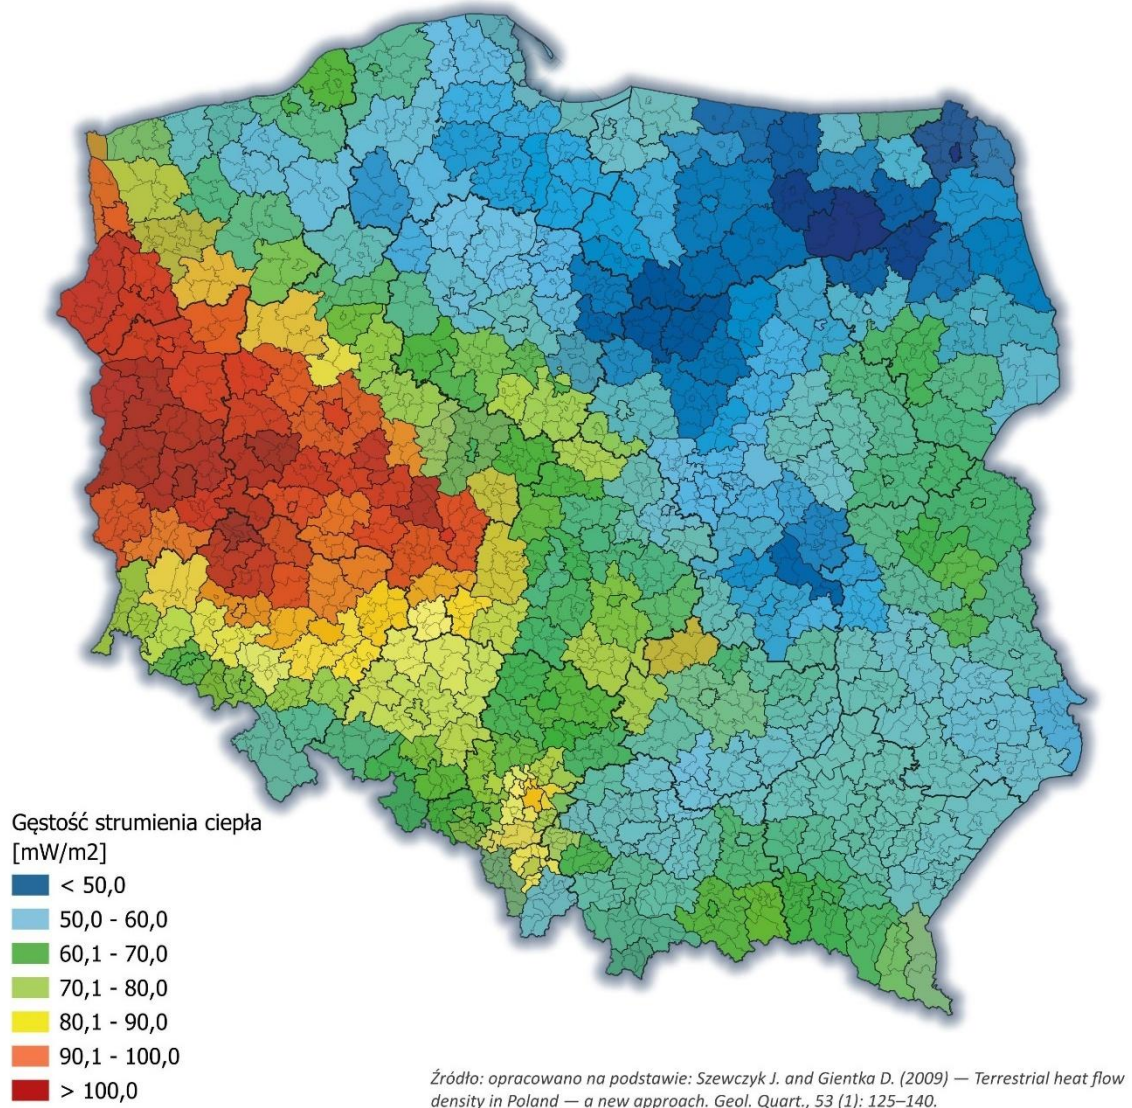 Gęstość strumienia ciepła
[mW/m2]
< 50,0
50,0 - 60,0
60,1 - 70,0
70,1 - 80,0
80,1 - 90,0
90,1 - 100,0
> 100,0
Źródło: opracowano na podstawie: Szewczyk J. and Gientka D. (2009) — Terrestrial heat flow
density in Poland — a new approach. Geol. Quart., 53 (1): 125–140.